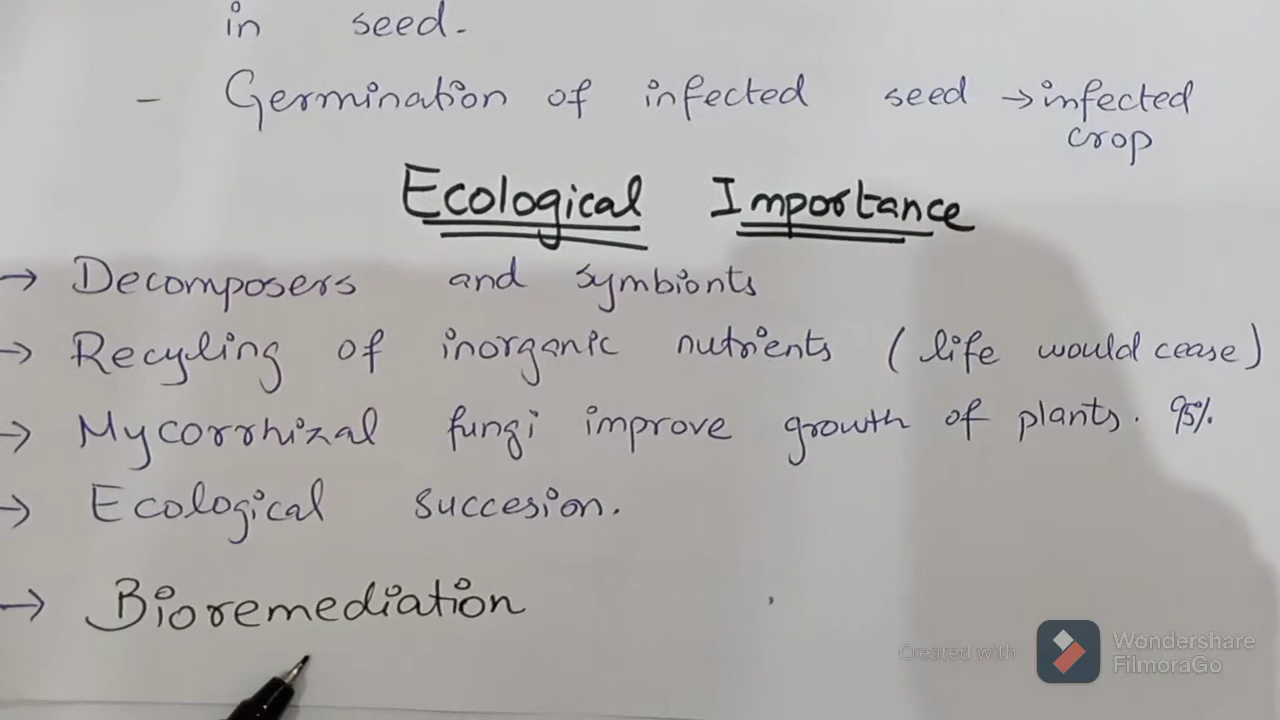 in seed.
- Germination of infected seed → infected
crop
Ecological Importance
→ Decomposers and symbionts
→ Recycling of inorganic nutrients (life would cease)
→ Mycorrhizal fungi improve growth of plants. 95%
→ Ecological succesion.
→ Bioremediation
Created with Wondershare
FilmoraGo